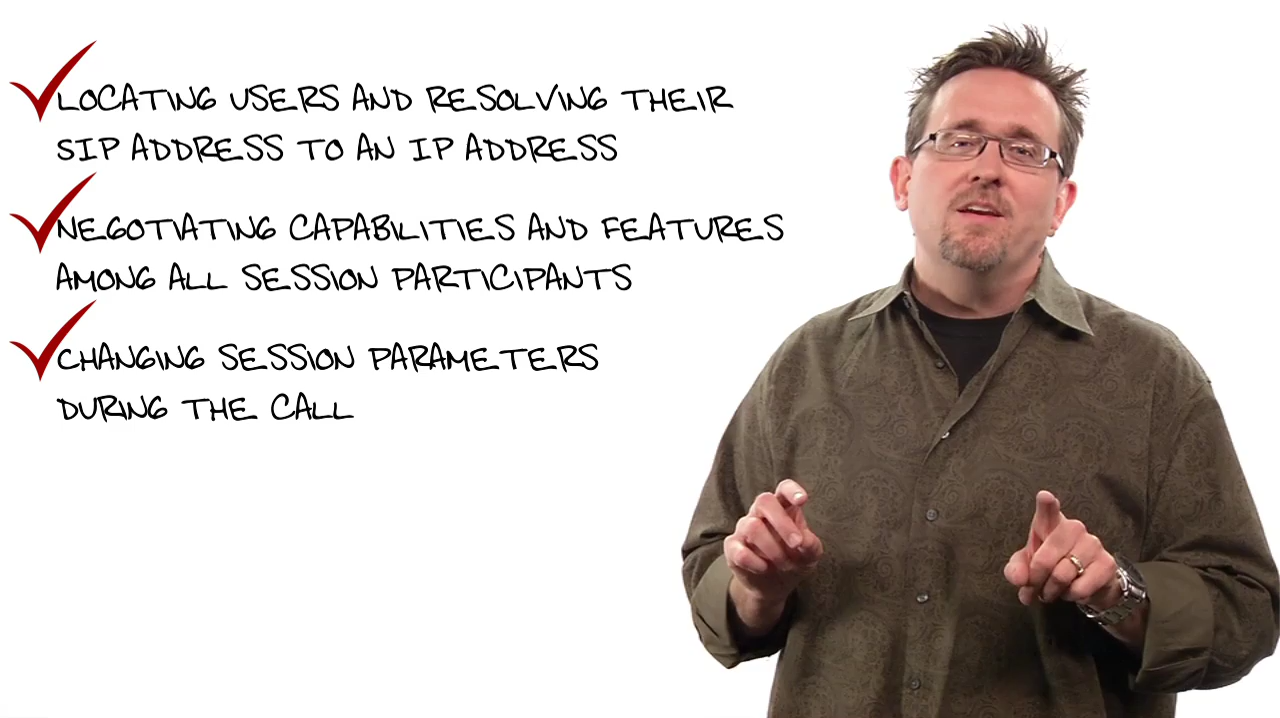 LOCATING USERS AND RESOLVING THEIR
SIP ADDRESS TO AN IP ADDRESS
NEGOTIATING CAPABILITIES AND FEATURES
AMONG ALL SESSION PARTICIPANTS
CHANGING SESSION PARAMETERS
DURING THE CALL